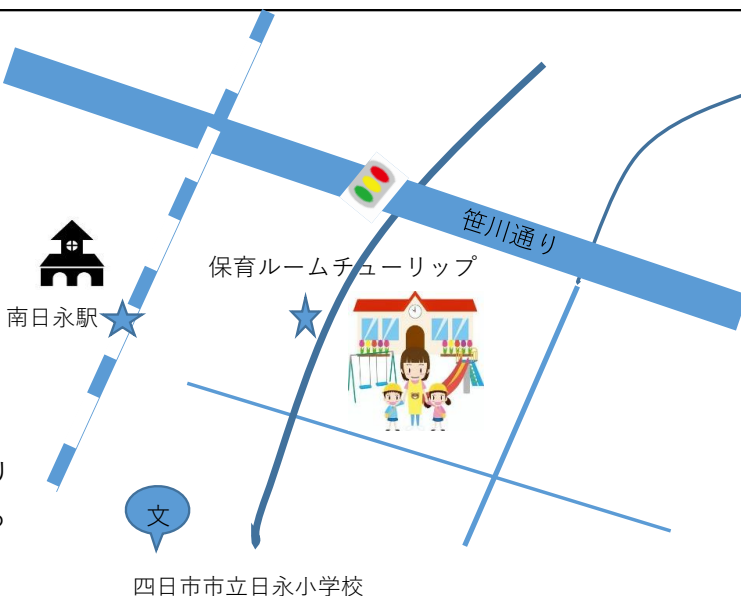 笹川通り
保育ルームチューリップ
南日永駅
り
文
四日市市立日永小学校